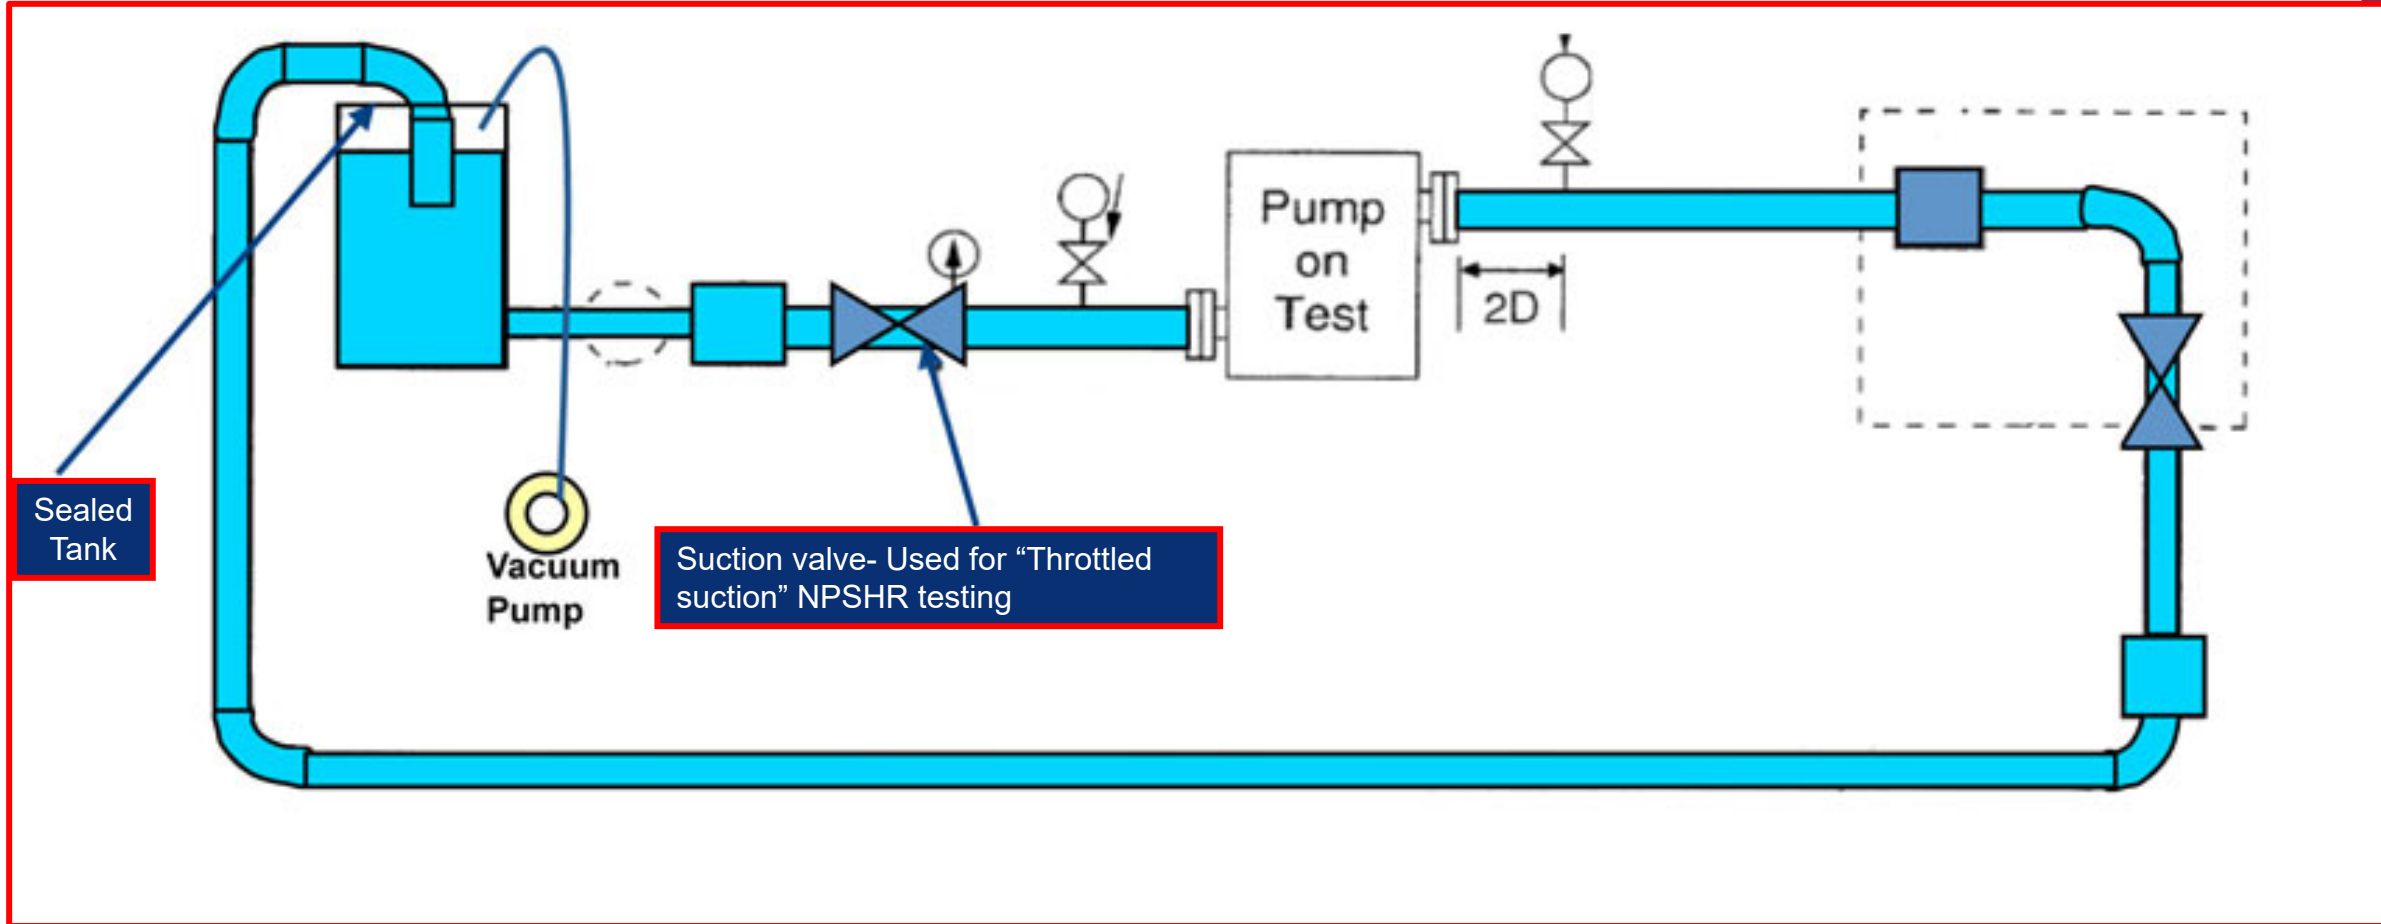 Pump
on
Test
2D
Sealed
Tank
Vacuum
Pump
Suction valve- Used for “Throttled
suction” NPSHR testing